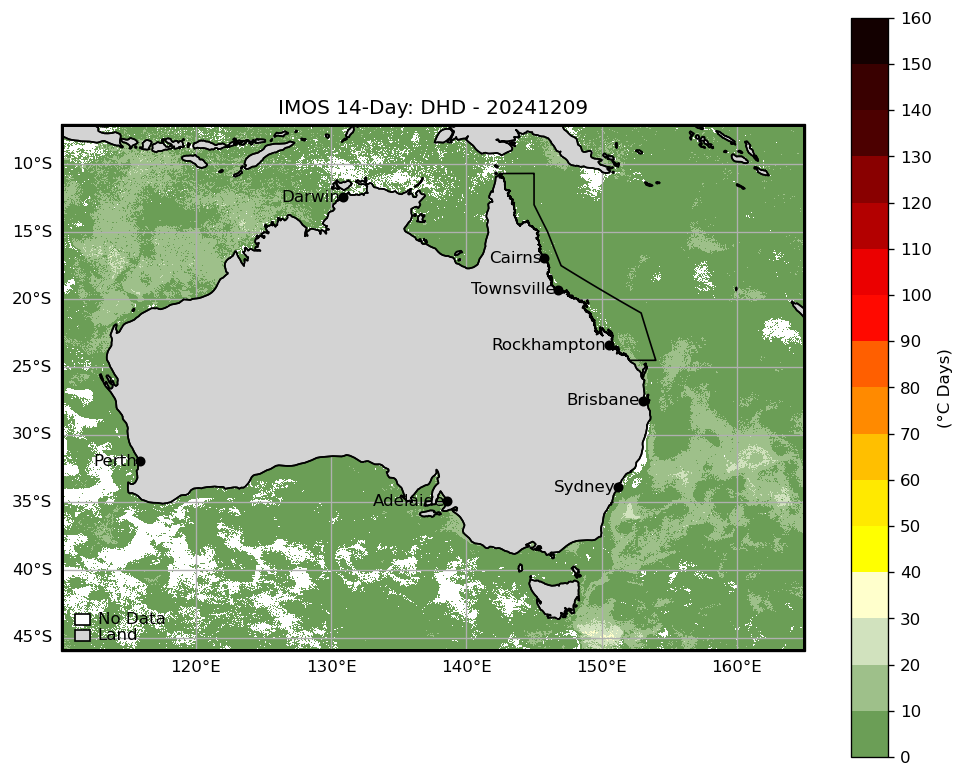 IMOS 14-Day: DHD - 20241209
10°S
15°S
20°S
25°S
30°S
35°S
40°S
45°S
Darwin
Cairns
Townsville
Rockhampton
Brisbane
Perth
Sydney
Adelaide
No Data
Land
120°E
130°E
140°E
150°E
160°E
160
150
140
130
120
110
100
90
80
70
60
50
40
30
20
10
0
(°C Days)